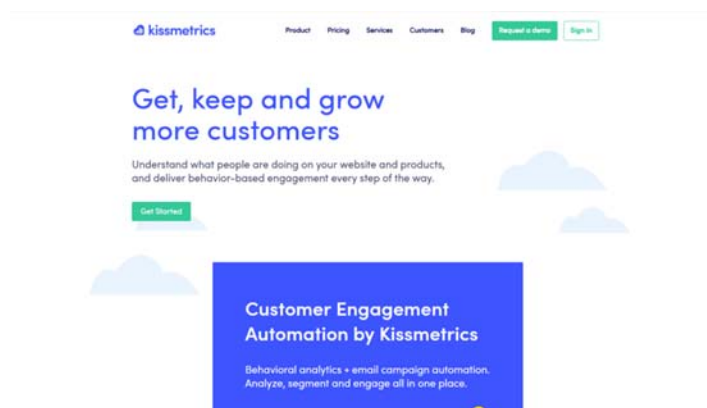 kissmetrics
Product Pricing Services Customers Blog Request a demo Sign in
Get, keep and grow
more customers
Understand what people are doing on your website and products,
and deliver behavior-based engagement every step of the way.
Get Started
Customer Engagement
Automation by Kissmetrics
Behavioral analytics + email campaign automation.
Analyze, segment and engage all in one place.